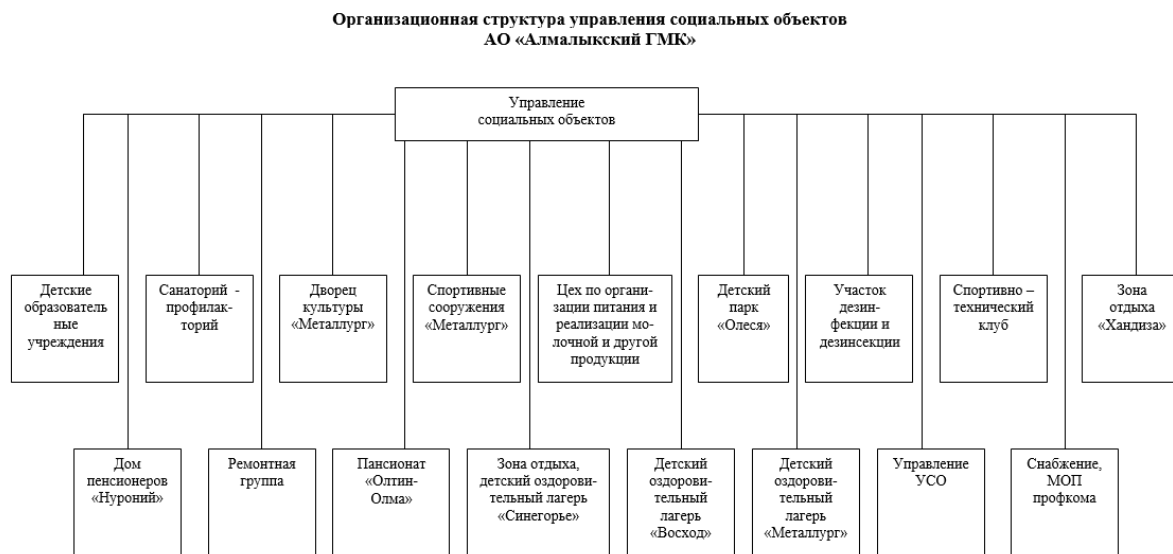 Организационная структура управления социальных объектов
АО «Алмалыкский ГМК»
Управление
социальных объектов
Детские
образователь
ные
учреждения
Санаторий -
профилак-
торий
Дворец
культуры
«Металлург»
Спортивные
сооружения
«Металлург»
Цех по органи-
зации питания и
реализации мо-
лочной и другой
продукции
Детский
парк
«Олеся»
Участок
дезин-
фекции и
дезинсекции
Спортивно –
технический
клуб
Зона
отдыха
«Хандиза»
Дом
пенсионеров
«Нуроний»
Ремонтная
группа
Пансионат
«Олтин-
Олма»
Зона отдыха,
детский оздорови-
тельный лагерь
«Синегорье»
Детский
оздорови-
тельный
лагерь
«Восход»
Детский
оздорови-
тельный
лагерь
«Металлург»
Управление
УСО
Снабжение,
МОП
профкома